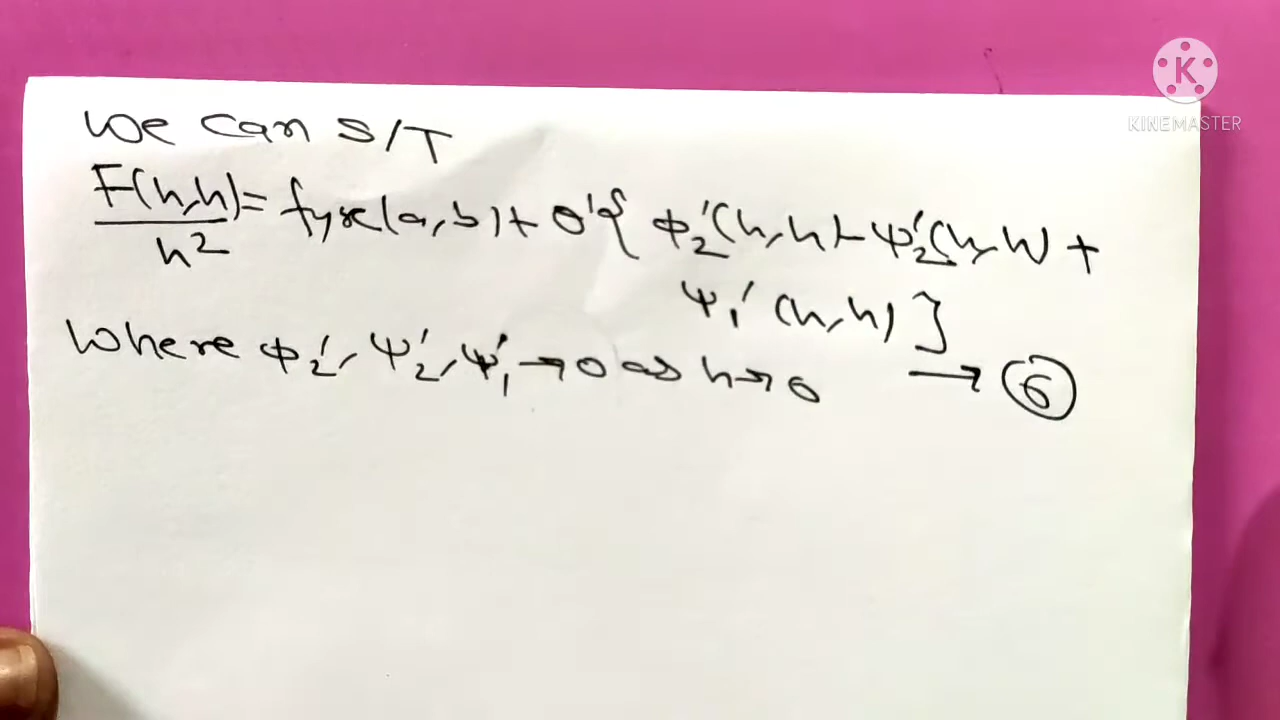 K
KINEMASTER
We can S/T
F(h,h)/h² = fyx(a,b) + θ'{ Φ₂'(h,h) - Ψ₂'(h,h) +
Ψ₁'(h,h) }
Where Φ₂', Ψ₂', Ψ₁' → 0 as h → 0
→ ⑥